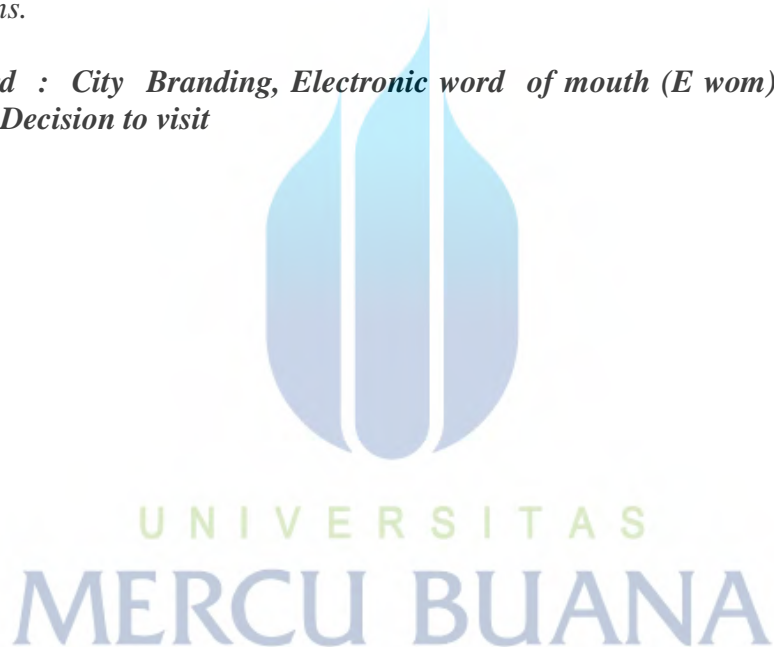 ns.
d : City Branding, Electronic word of mouth (E wom)
Decision to visit
UNIVERSITAS
MERCU BUANA